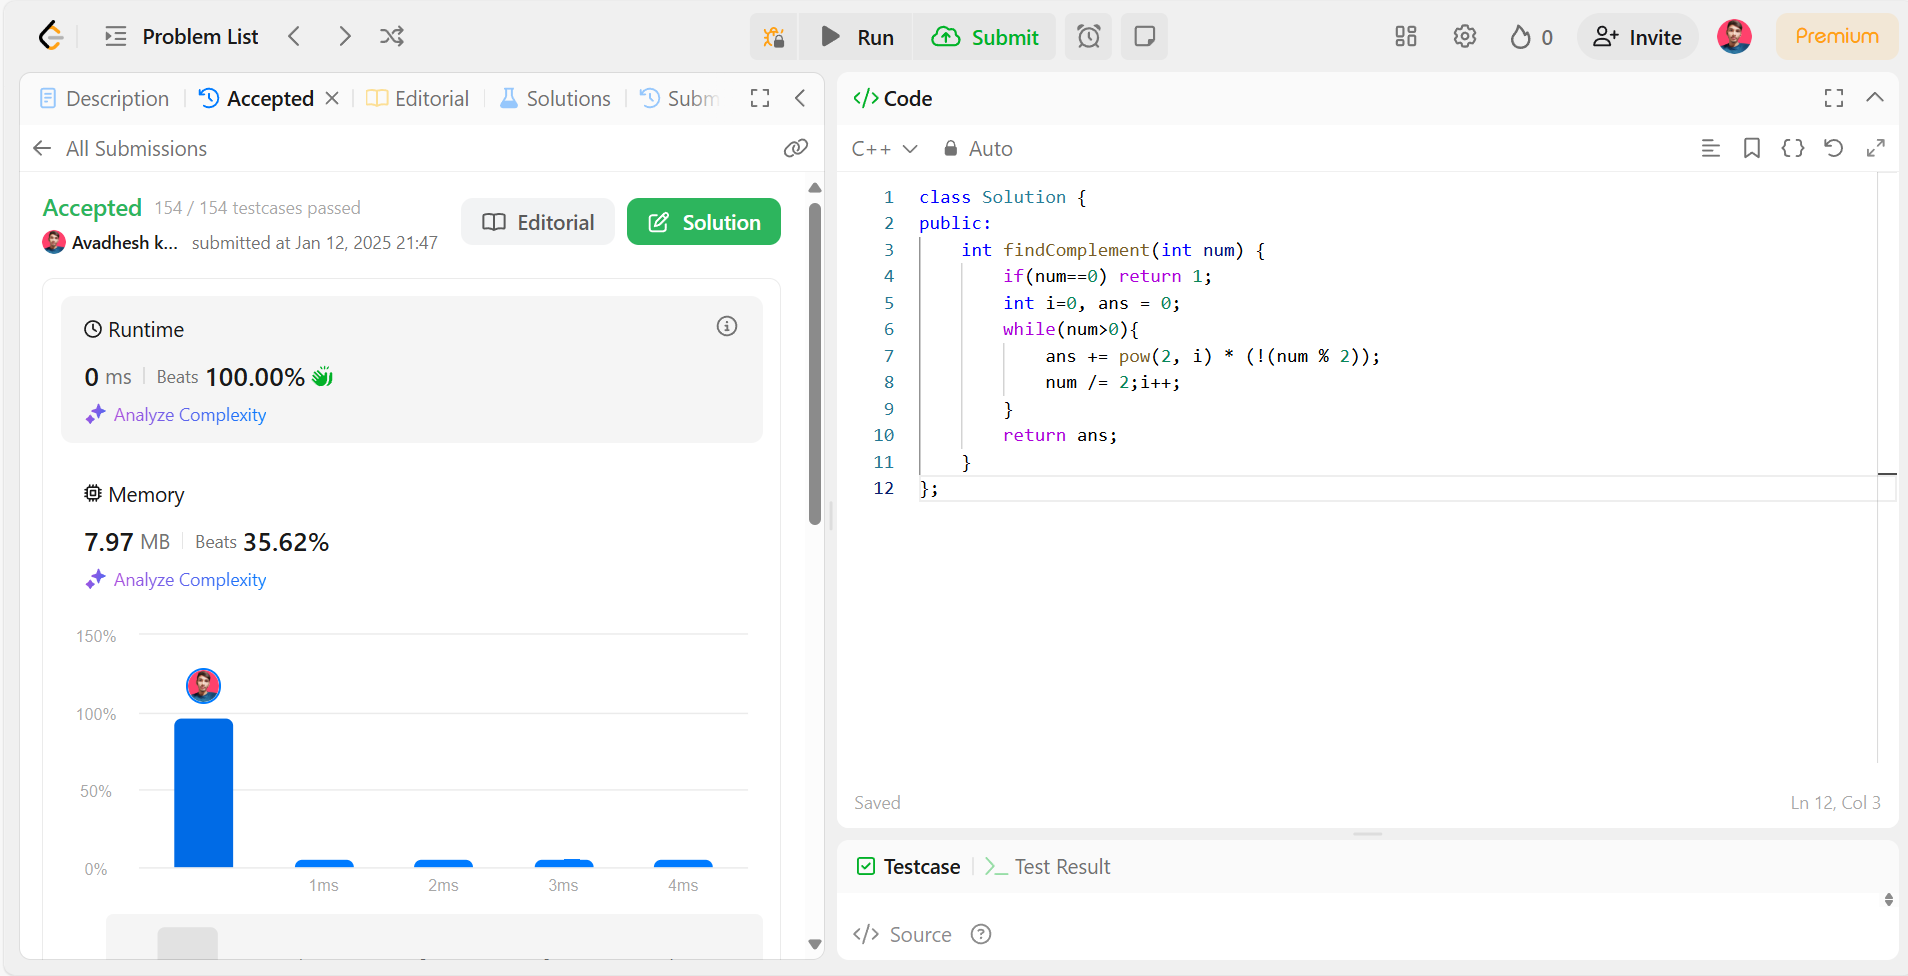 Problem List
Run
Submit
0
Invite
Premium
Description
Accepted
Editorial
Solutions
Subm
All Submissions
Accepted 154 / 154 testcases passed
Avadhesh k... submitted at Jan 12, 2025 21:47
Editorial
Solution
Runtime
0 ms Beats 100.00%
Analyze Complexity
Memory
7.97 MB Beats 35.62%
Analyze Complexity
150%
100%
50%
0%
1ms 2ms 3ms 4ms
</> Code
C++ Auto
1 class Solution {
2 public:
3     int findComplement(int num) {
4         if(num==0) return 1;
5         int i=0, ans = 0;
6         while(num>0){
7             ans += pow(2, i) * (!(num % 2));
8             num /= 2;i++;
9         }
10         return ans;
11     }
12 };
Saved
Ln 12, Col 3
Testcase
Test Result
</> Source